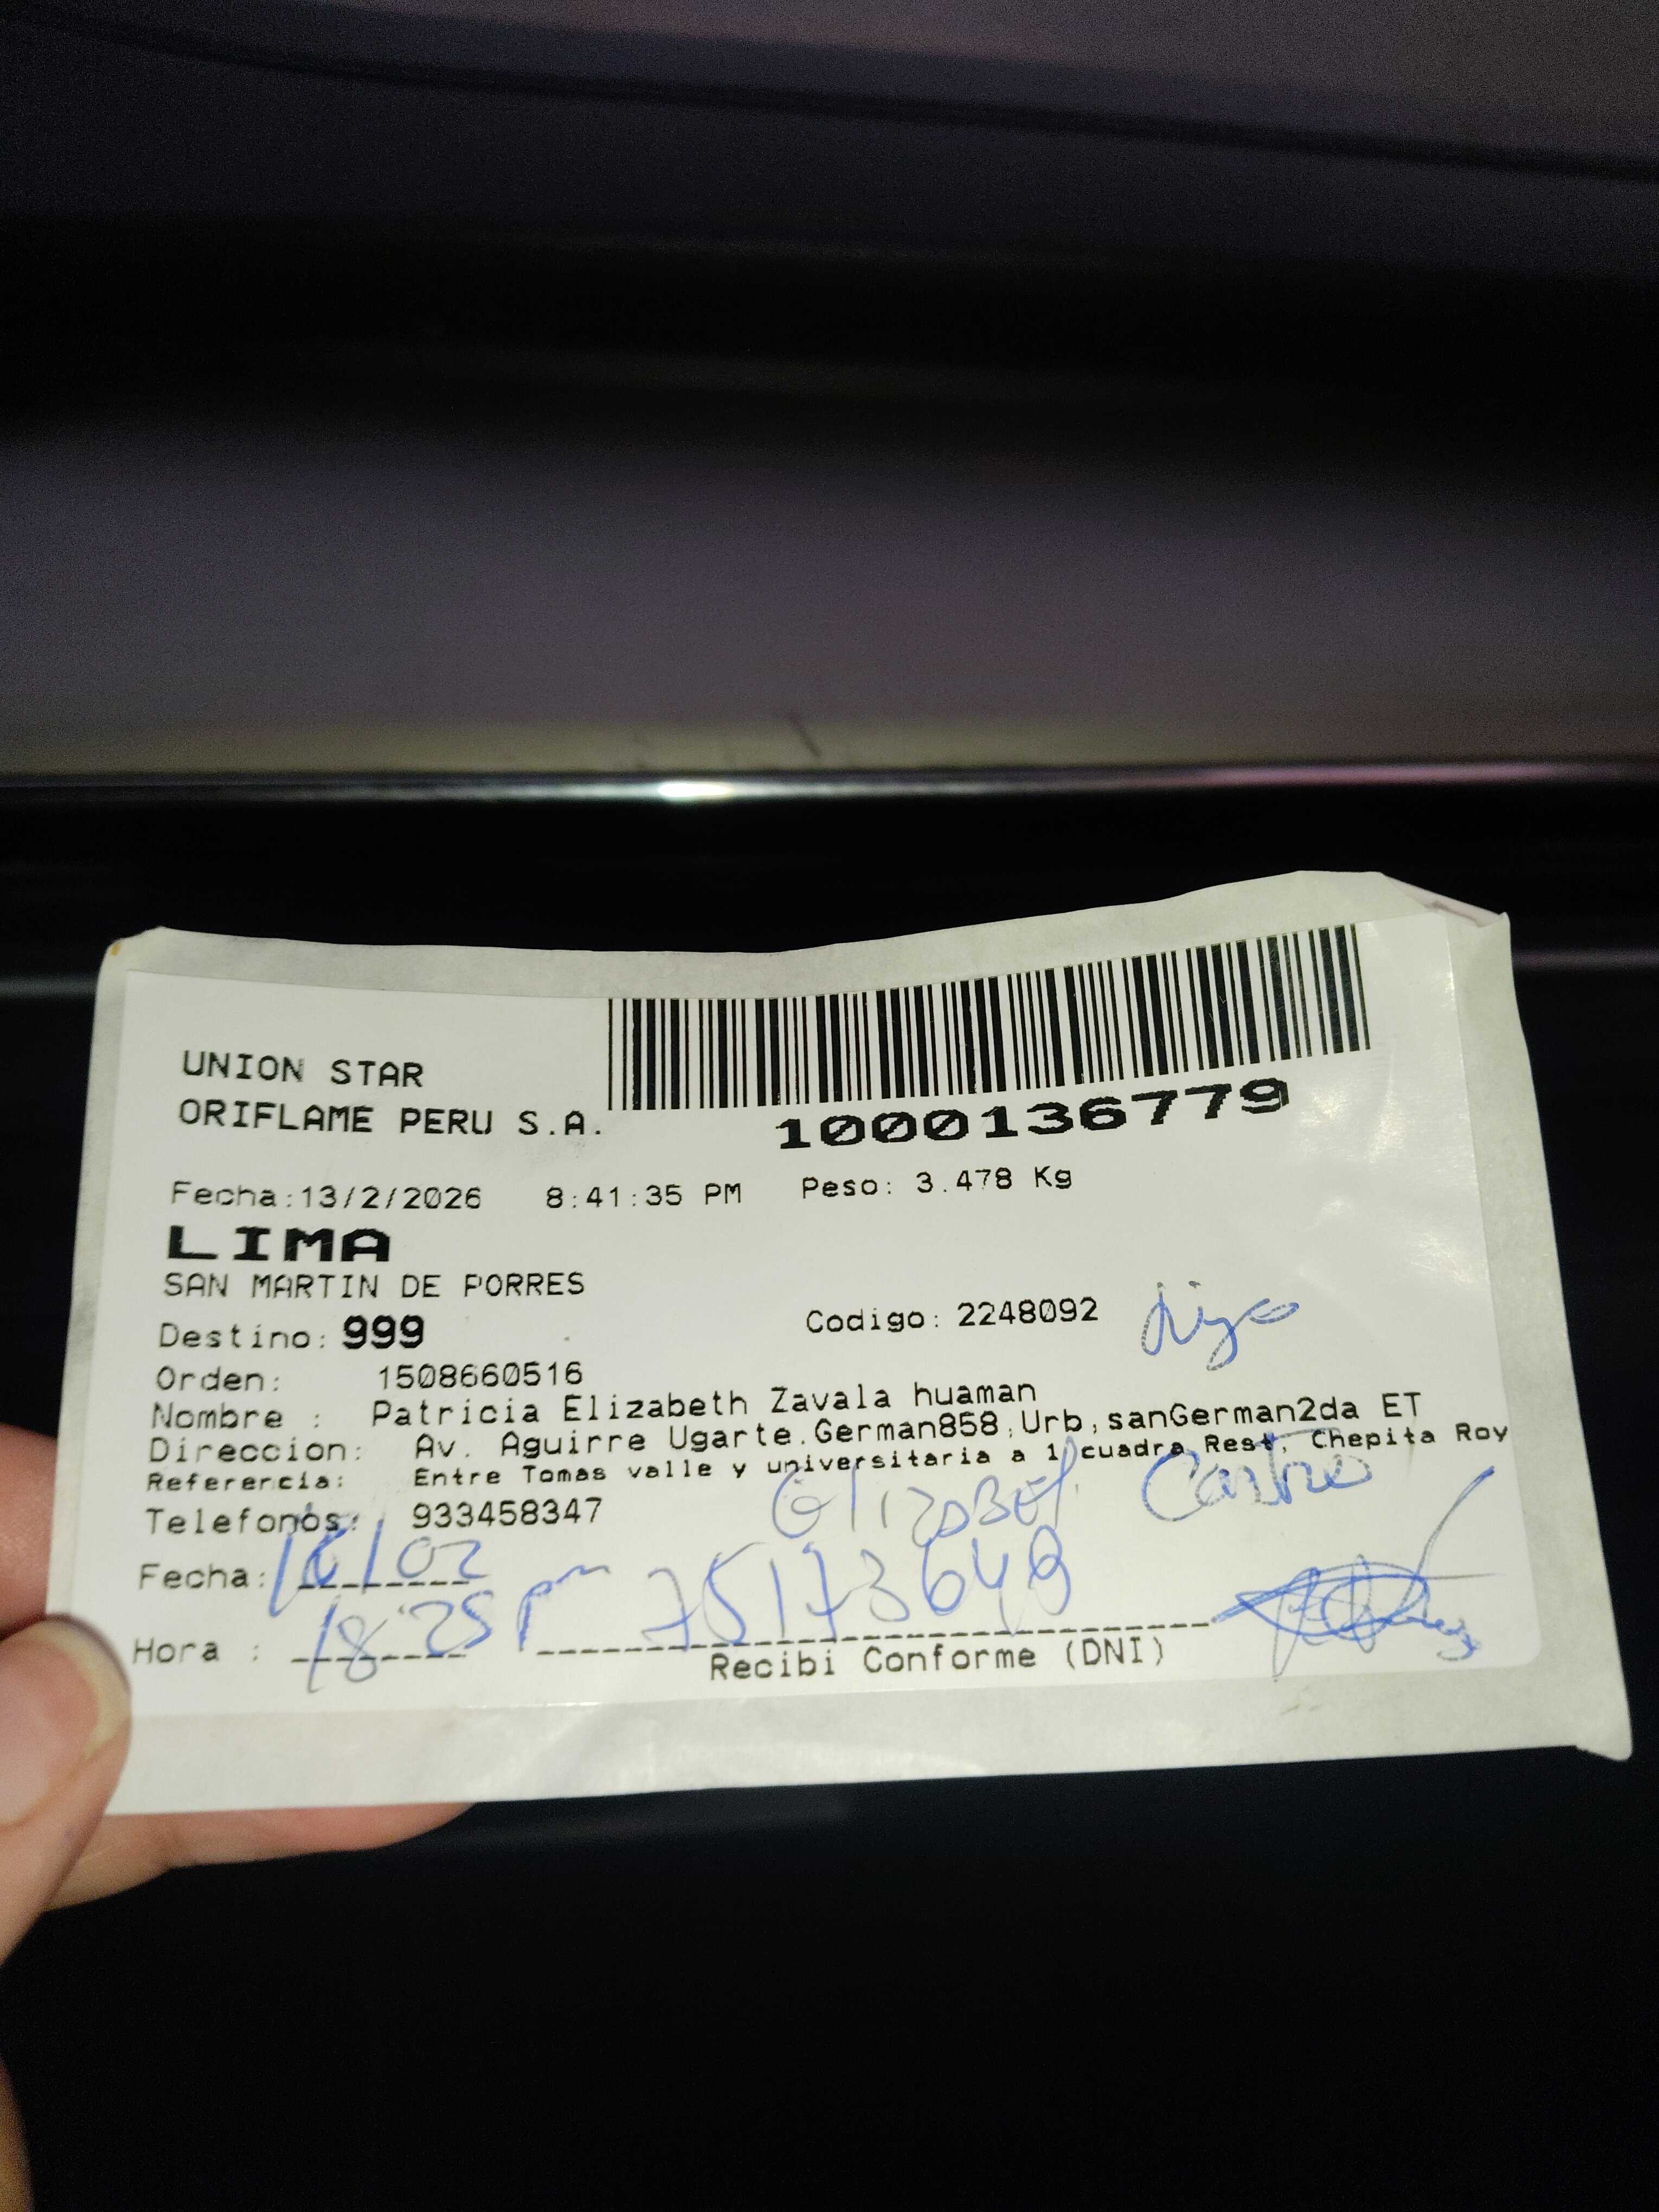 UNION STAR
ORIFLAME PERU S.A.
1000136779
Fecha:13/2/2026 8:41:35 PM Peso: 3.478 Kg
LIMA
SAN MARTIN DE PORRES
Destino: 999 Codigo: 2248092
Orden: 1508660516
Nombre : Patricia Elizabeth Zavala huaman
Direccion: Av. Aguirre Ugarte.German858,Urb,sanGerman2da ET
Referencia: Entre Tomas valle y universitaria a 1 cuadra Rest. Chepita Roy
Telefonos: 933458347
Castro
Fecha: 16/02
75173649
Hora : 18:25 pm
Recibi Conforme (DNI)